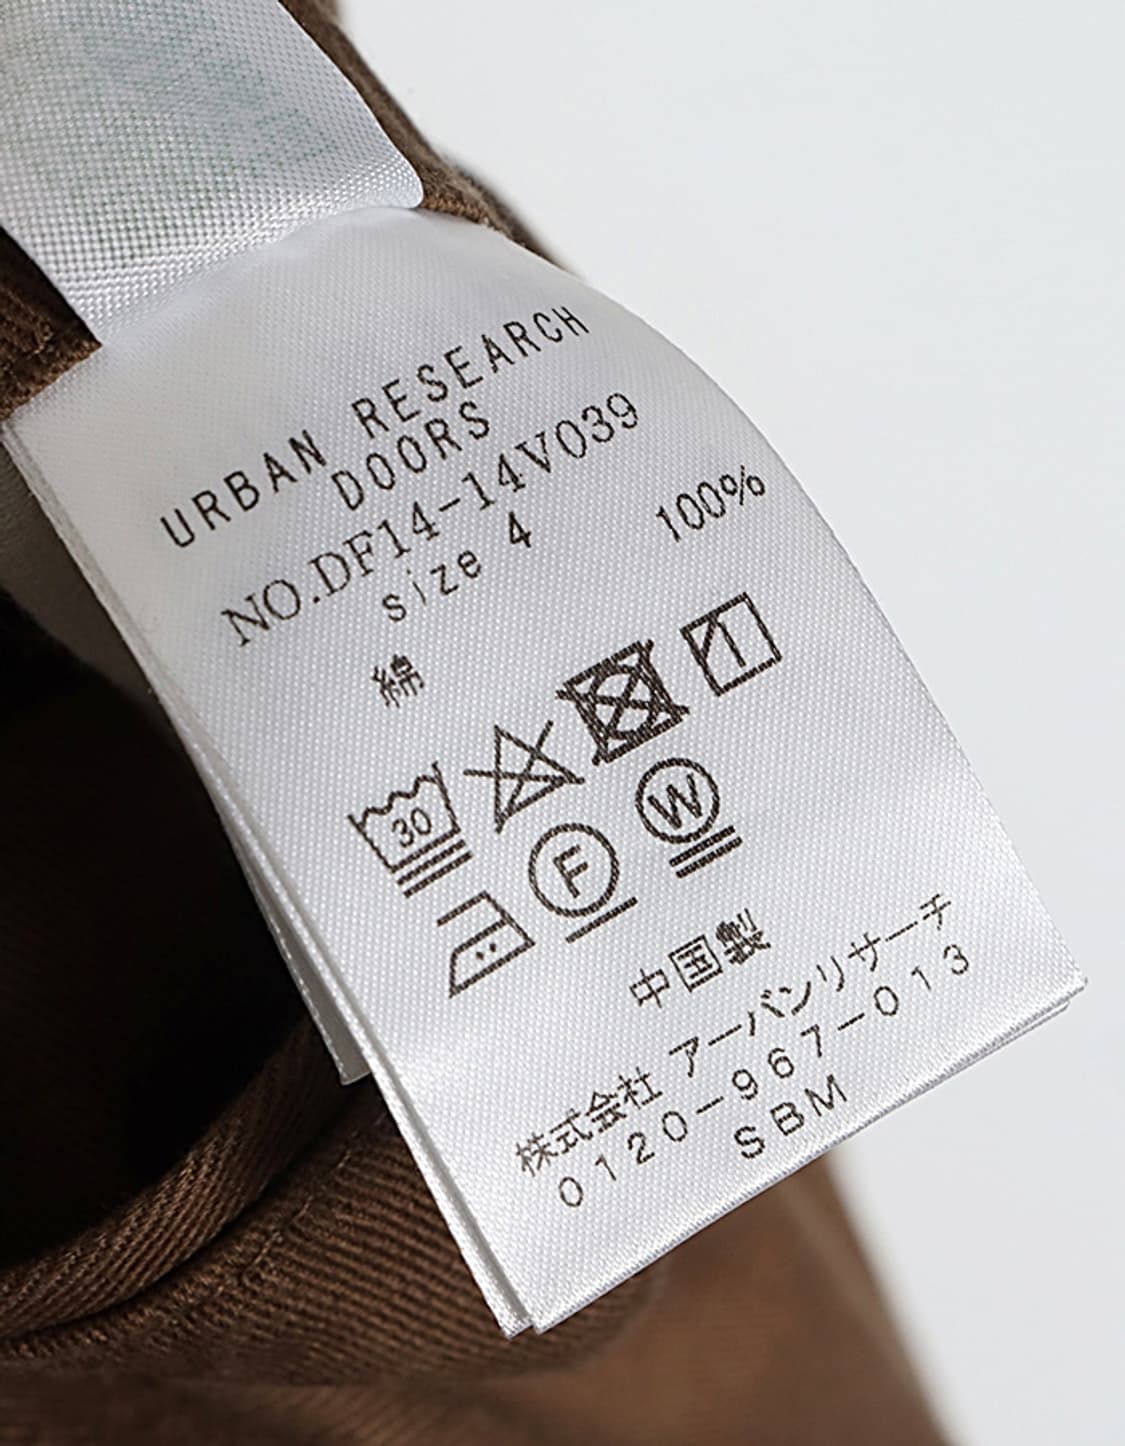 URBAN RESEARCH
DOORS
NO.DF14-14V039
size 4
綿 100%
30
F W
中国製
株式会社 アーバンリサーチ
0120-967-013
SBM